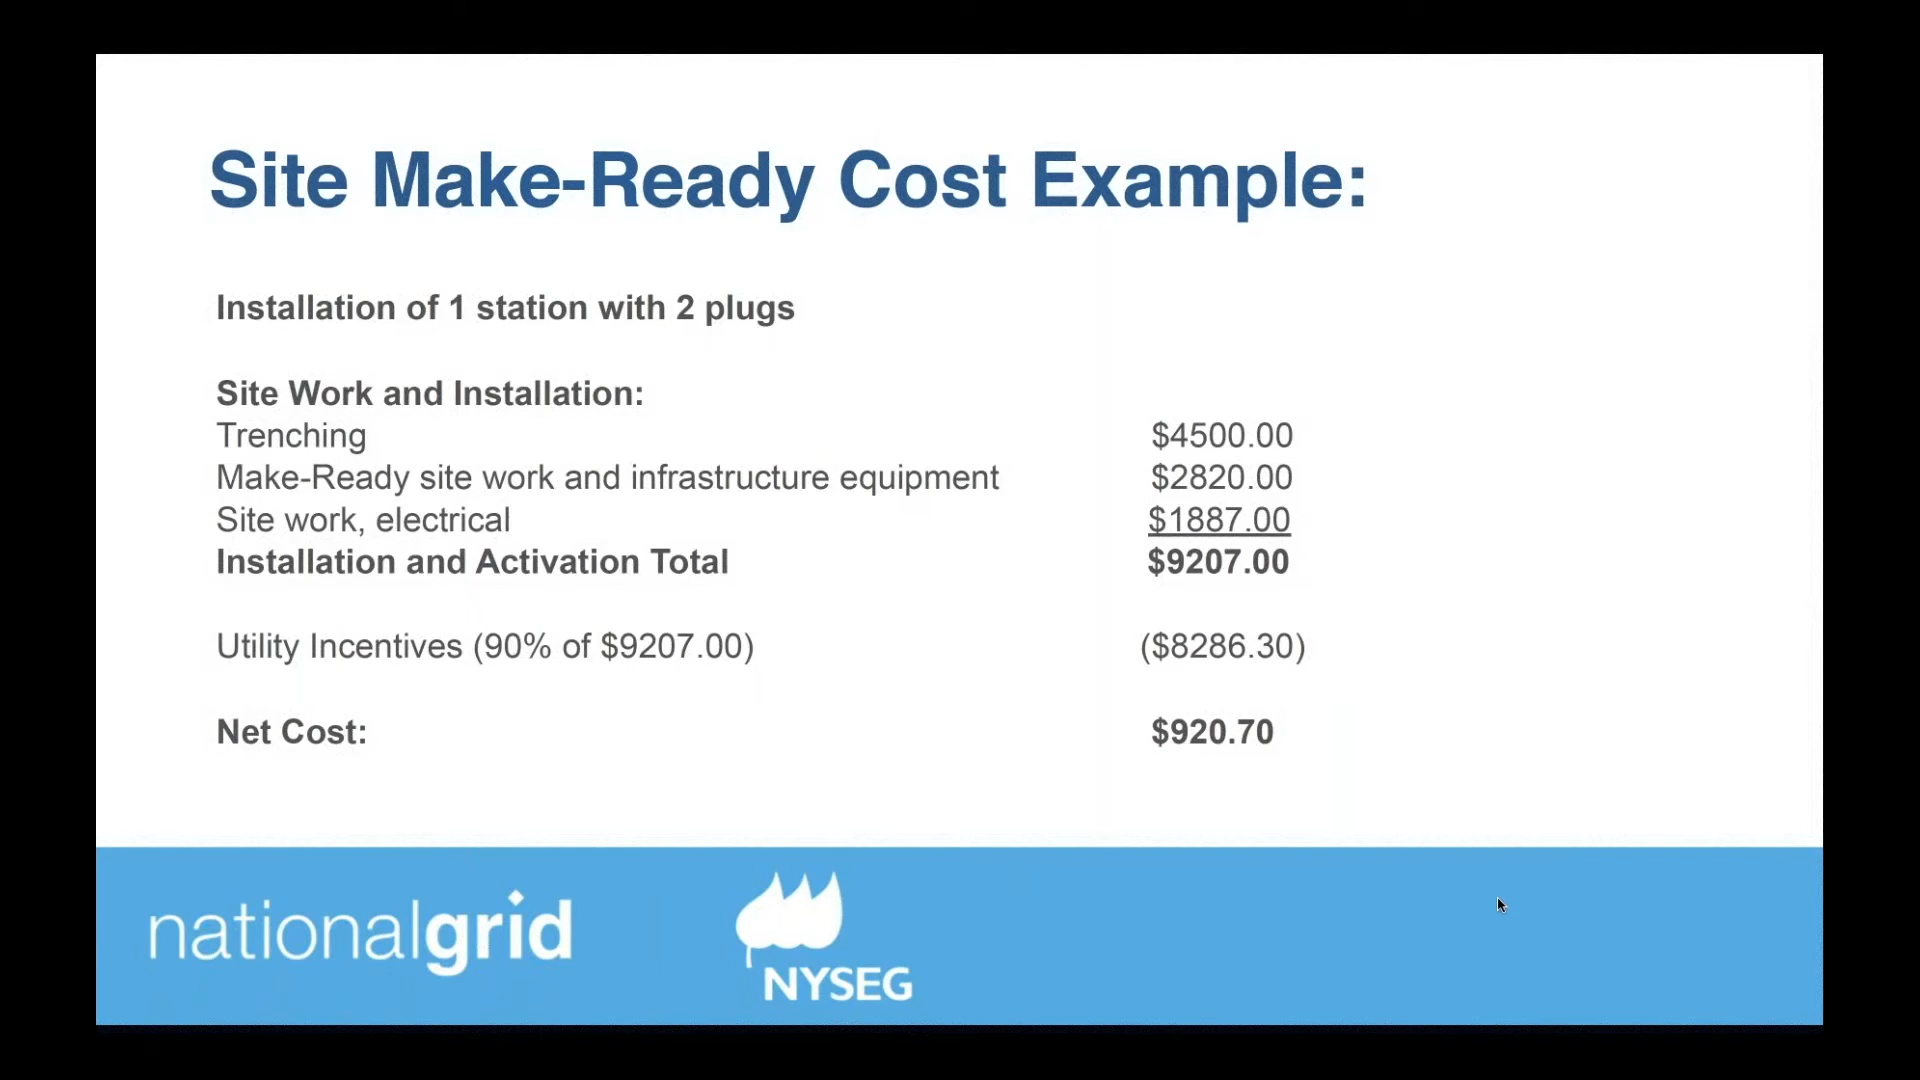 Site Make-Ready Cost Example:
Installation of 1 station with 2 plugs
Site Work and Installation:
Trenching $4500.00
Make-Ready site work and infrastructure equipment $2820.00
Site work, electrical $1887.00
Installation and Activation Total $9207.00
Utility Incentives (90% of $9207.00) ($8286.30)
Net Cost: $920.70
nationalgrid
NYSEG